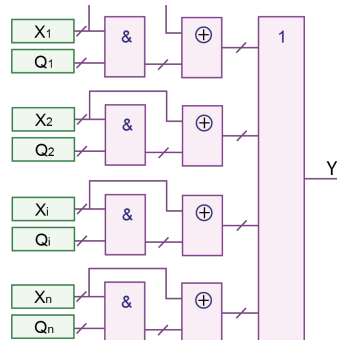 X1 & ⊕ 1
Q1
X2 & ⊕
Q2
Y
Xi & ⊕
Qi
Xn & ⊕
Qn